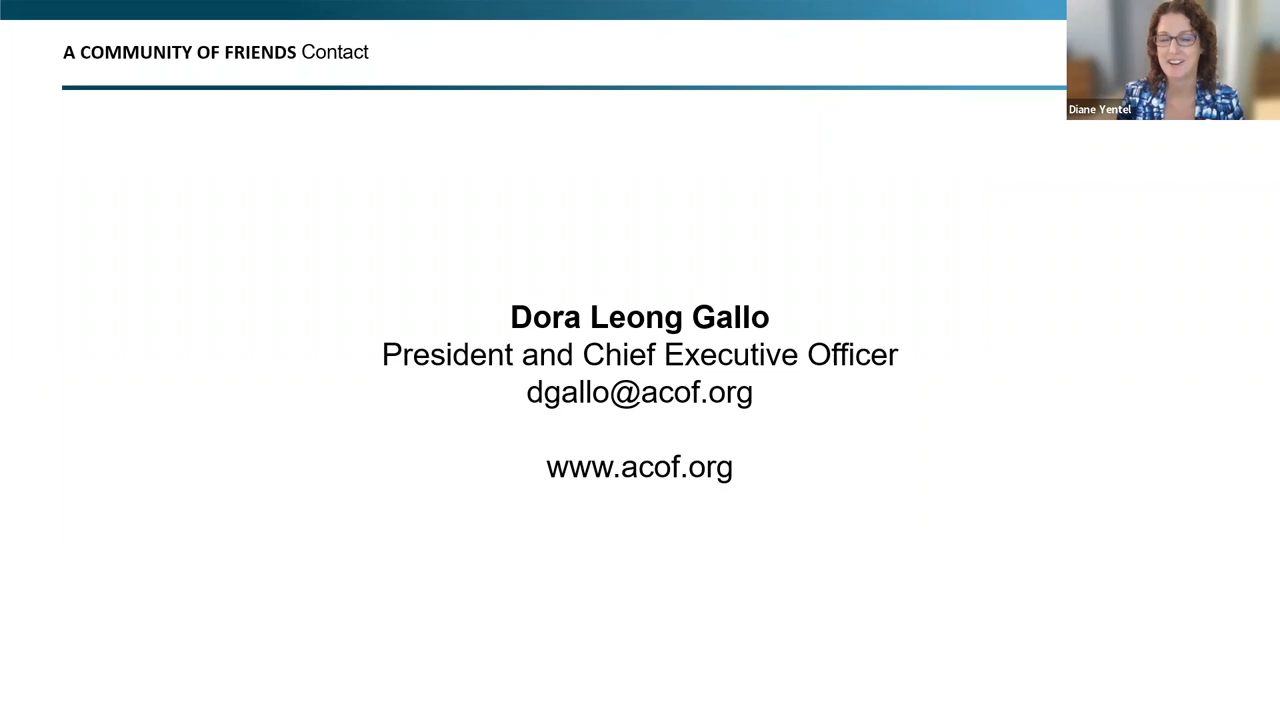 A COMMUNITY OF FRIENDS Contact
Diane Yentel
Dora Leong Gallo
President and Chief Executive Officer
dgallo@acof.org
www.acof.org